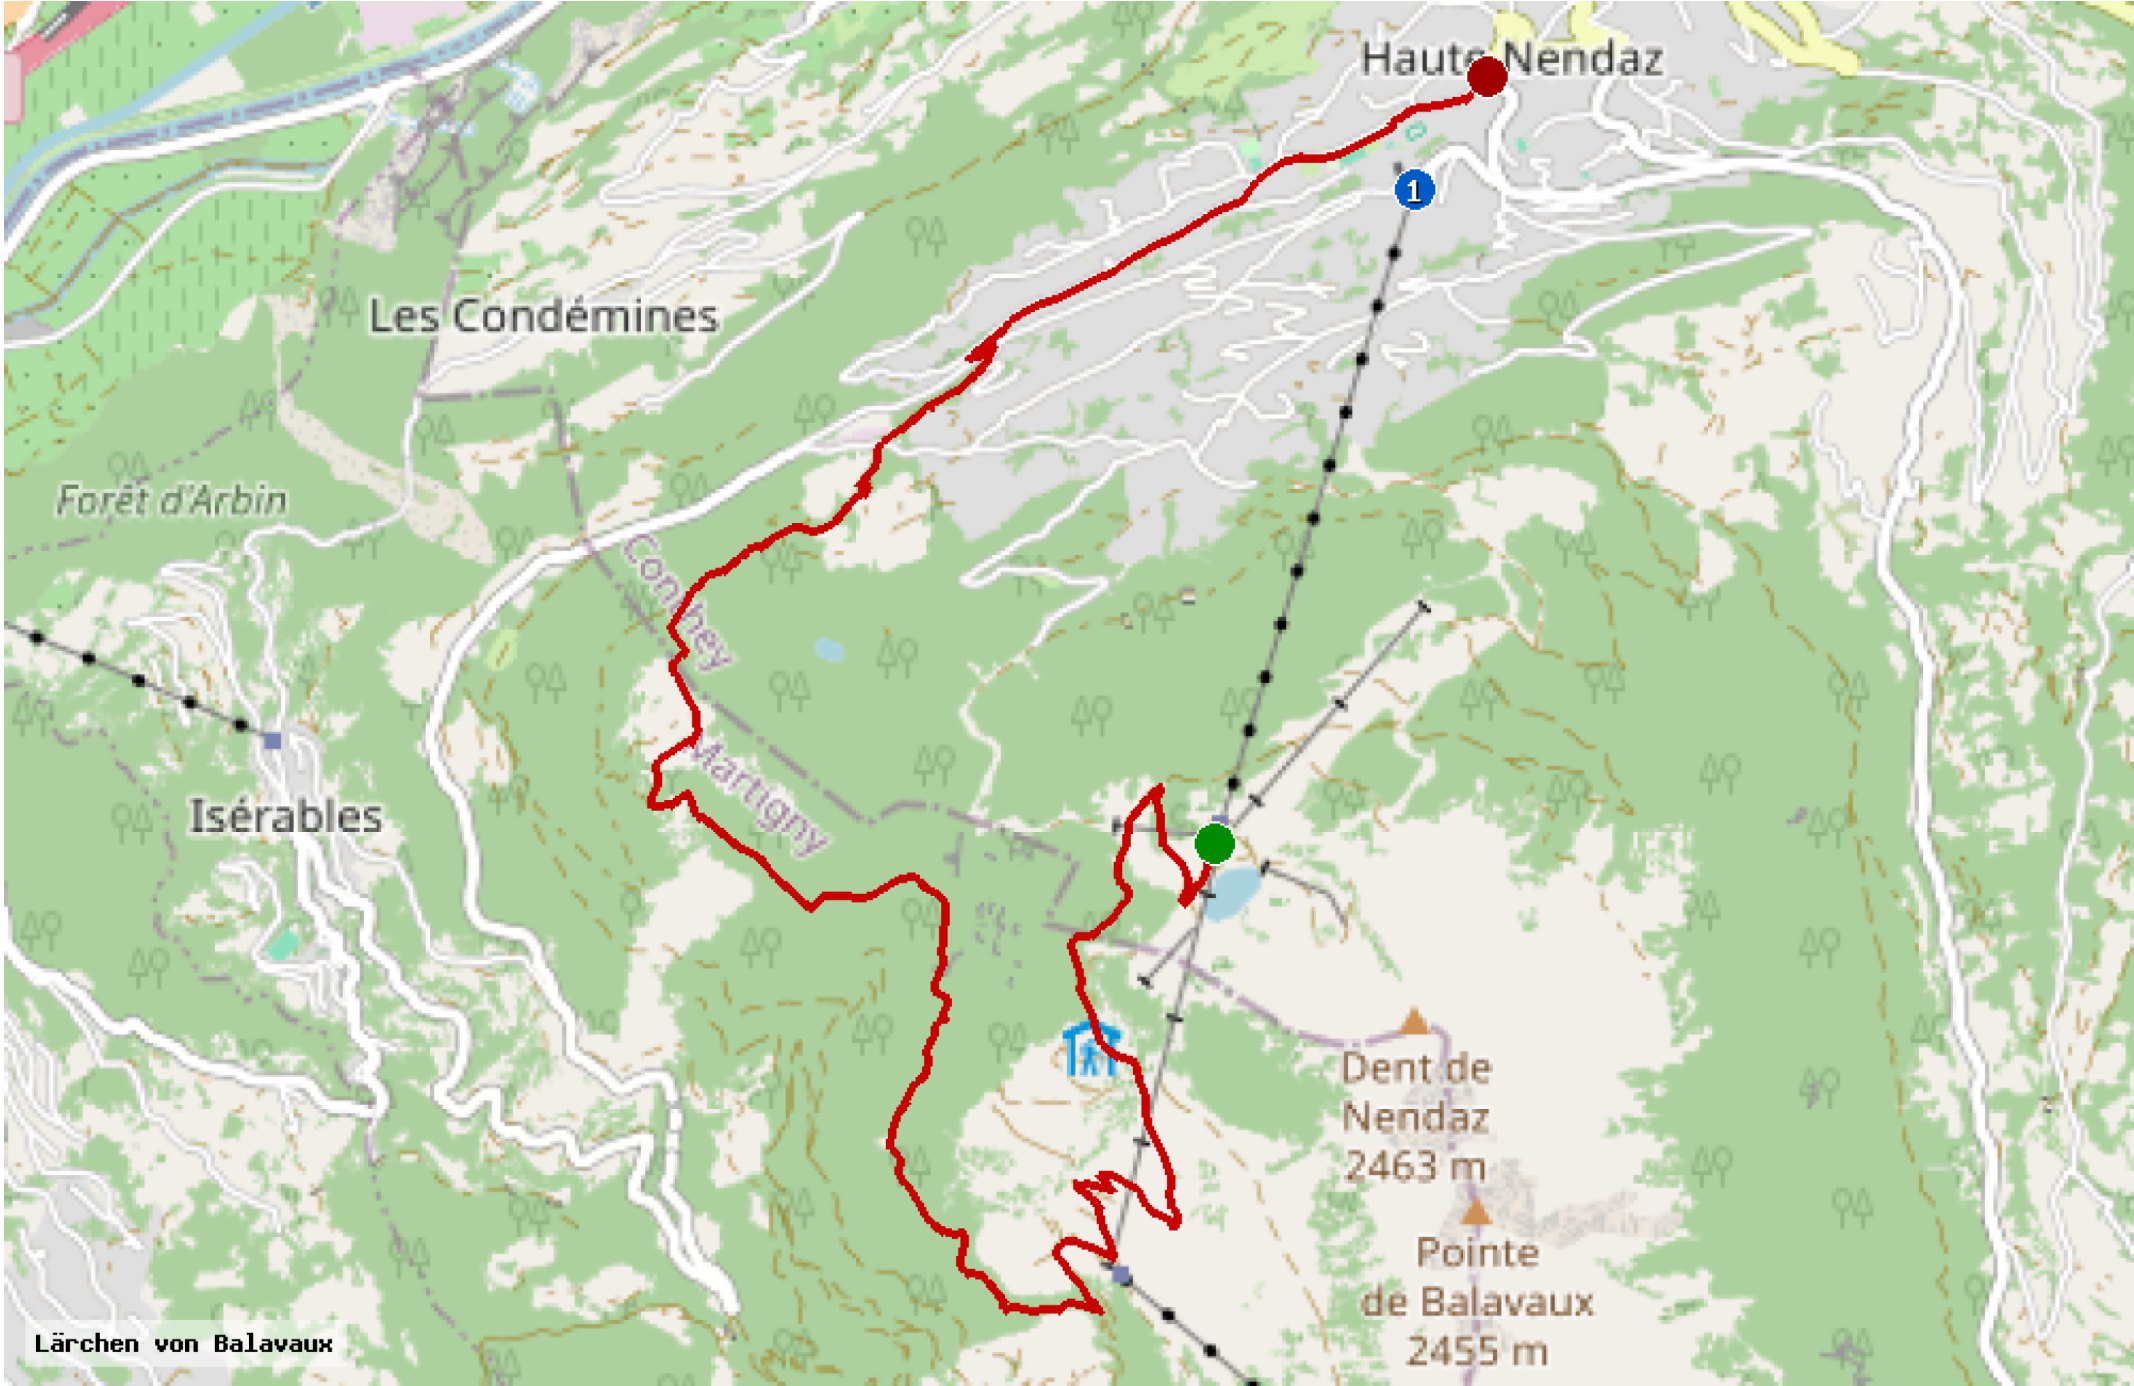 Haute-Nendaz
1
Les Condémines
Forêt d'Arbin
Conthey
Martigny
Isérables
Dent de
Nendaz
2463 m
Pointe
de Balavaux
2455 m
Lärchen von Balavaux